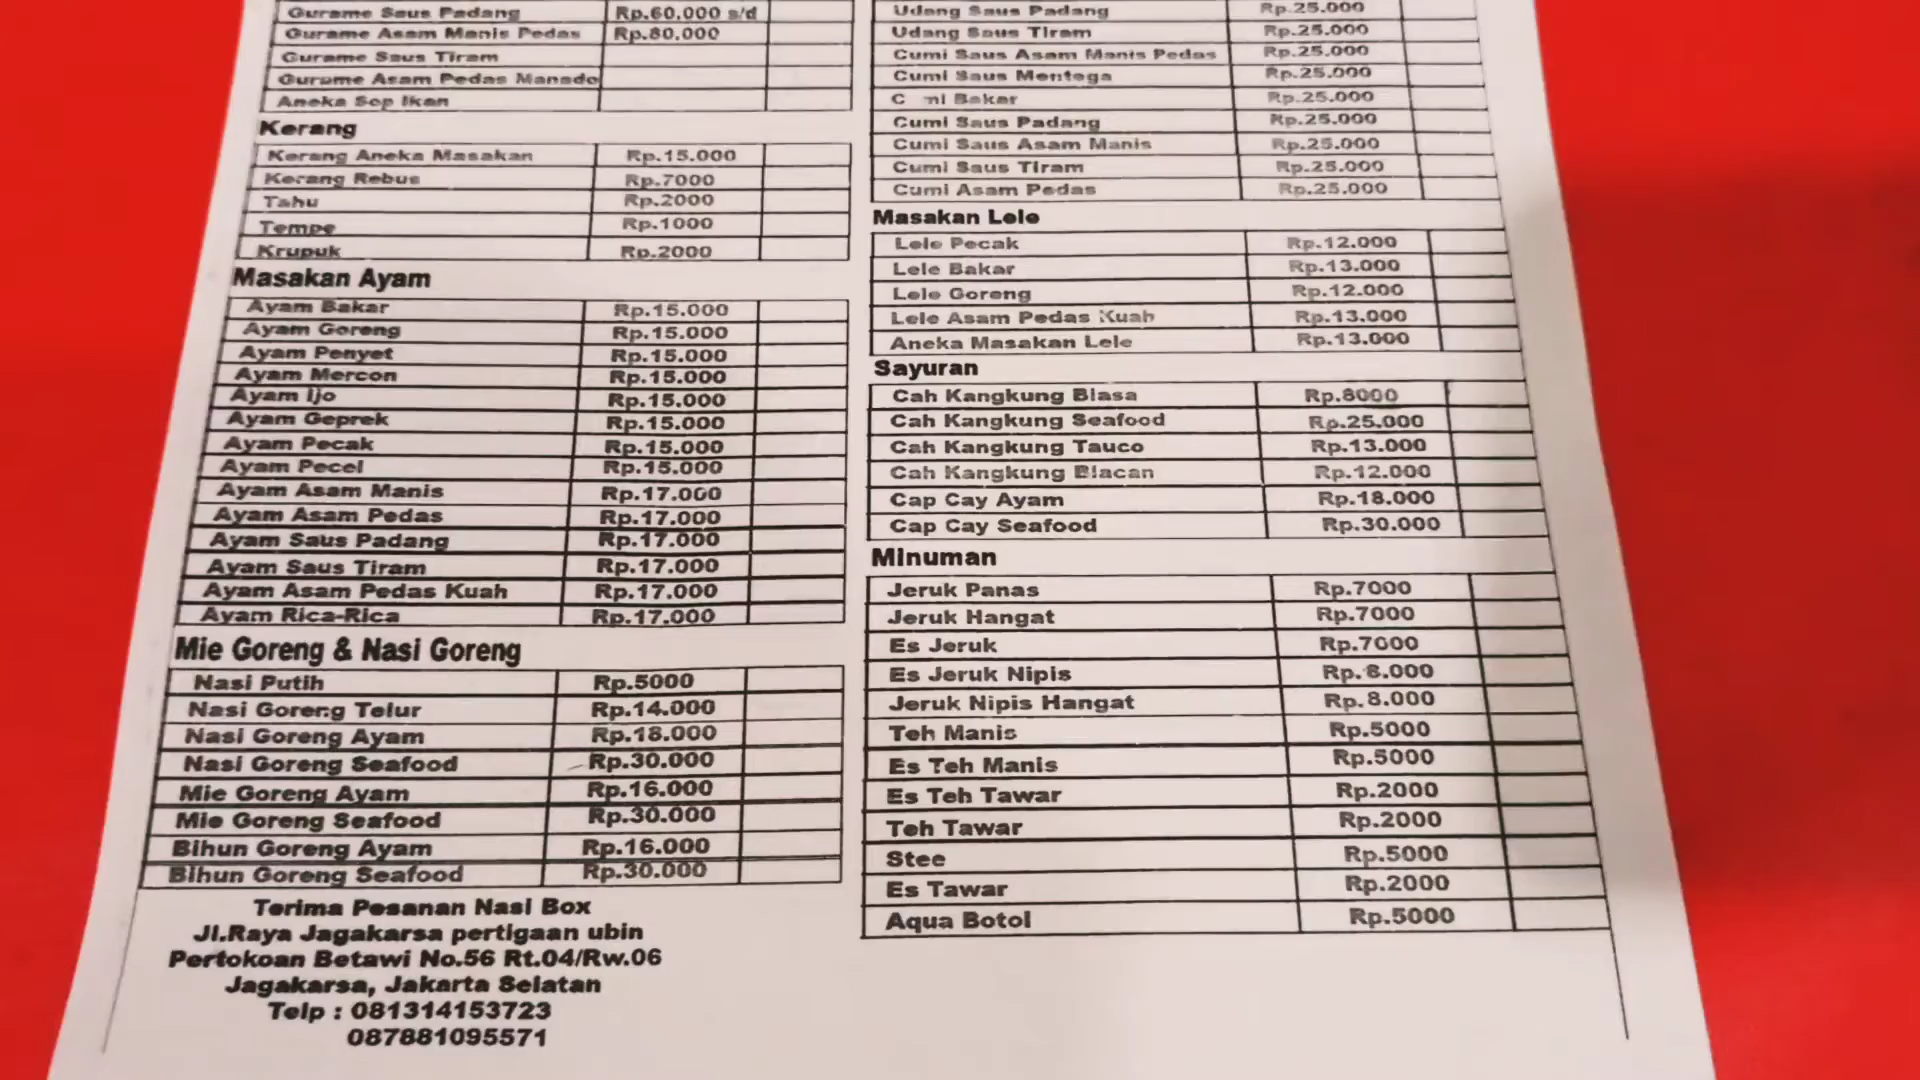 Gurame Saus Padang Rp.60.000 s/d
Gurame Asam Manis Pedas Rp.80.000
Gurame Saus Tiram
Gurame Asam Pedas Manado
Aneka Sop Ikan
Kerang
Kerang Aneka Masakan Rp.15.000
Kerang Rebus Rp.7000
Tahu Rp.2000
Tempe Rp.1000
Krupuk Rp.2000
Masakan Ayam
Ayam Bakar Rp.15.000
Ayam Goreng Rp.15.000
Ayam Penyet Rp.15.000
Ayam Mercon Rp.15.000
Ayam Ijo Rp.15.000
Ayam Geprek Rp.15.000
Ayam Pecak Rp.15.000
Ayam Pecel Rp.15.000
Ayam Asam Manis Rp.17.000
Ayam Asam Pedas Rp.17.000
Ayam Saus Padang Rp.17.000
Ayam Saus Tiram Rp.17.000
Ayam Asam Pedas Kuah Rp.17.000
Ayam Rica-Rica Rp.17.000
Mie Goreng & Nasi Goreng
Nasi Putih Rp.5000
Nasi Goreng Telur Rp.14.000
Nasi Goreng Ayam Rp.18.000
Nasi Goreng Seafood Rp.30.000
Mie Goreng Ayam Rp.16.000
Mie Goreng Seafood Rp.30.000
Bihun Goreng Ayam Rp.16.000
Bihun Goreng Seafood Rp.30.000
Terima Pesanan Nasi Box
Jl.Raya Jagakarsa pertigaan ubin
Pertokoan Betawi No.56 Rt.04/Rw.06
Jagakarsa, Jakarta Selatan
Telp : 081314153723
087881095571
Udang Saus Padang Rp.25.000
Udang Saus Tiram Rp.25.000
Cumi Saus Asam Manis Pedas Rp.25.000
Cumi Saus Mentega Rp.25.000
Bakar Rp.25.000
Cumi Saus Padang Rp.25.000
Cumi Saus Asam Manis Rp.25.000
Cumi Saus Tiram Rp.25.000
Cumi Asam Pedas Rp.25.000
Masakan Lele
Lele Pecak Rp.12.000
Lele Bakar Rp.13.000
Lele Goreng Rp.12.000
Lele Asam Pedas Kuah Rp.13.000
Aneka Masakan Lele Rp.13.000
Sayuran
Cah Kangkung Biasa Rp.8000
Cah Kangkung Seafood Rp.25.000
Cah Kangkung Tauco Rp.13.000
Cah Kangkung Blacan Rp.12.000
Cap Cay Ayam Rp.18.000
Cap Cay Seafood Rp.30.000
Minuman
Jeruk Panas Rp.7000
Jeruk Hangat Rp.7000
Es Jeruk Rp.7000
Es Jeruk Nipis Rp.8.000
Jeruk Nipis Hangat Rp.8.000
Teh Manis Rp.5000
Es Teh Manis Rp.5000
Es Teh Tawar Rp.2000
Teh Tawar Rp.2000
Stee Rp.5000
Es Tawar Rp.2000
Aqua Botol Rp.5000